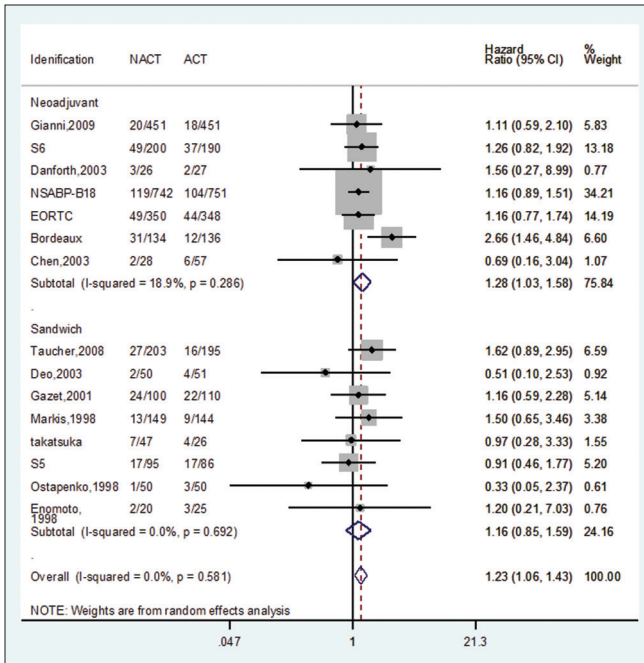 Idenification NACT ACT Hazard Ratio (95% CI) % Weight
Neoadjuvant
Gianni,2009 20/451 18/451 1.11 (0.59, 2.10) 5.83
S6 49/200 37/190 1.26 (0.82, 1.92) 13.18
Danforth,2003 3/26 2/27 1.56 (0.27, 8.99) 0.77
NSABP-B18 119/742 104/751 1.16 (0.89, 1.51) 34.21
EORTC 49/350 44/348 1.16 (0.77, 1.74) 14.19
Bordeaux 31/134 12/136 2.66 (1.46, 4.84) 6.60
Chen,2003 2/28 6/57 0.69 (0.16, 3.04) 1.07
Subtotal (I-squared = 18.9%, p = 0.286) 1.28 (1.03, 1.58) 75.84
.
Sandwich
Taucher,2008 27/203 16/195 1.62 (0.89, 2.95) 6.59
Deo,2003 2/50 4/51 0.51 (0.10, 2.53) 0.92
Gazet,2001 24/100 22/110 1.16 (0.59, 2.28) 5.14
Markis,1998 13/149 9/144 1.50 (0.65, 3.46) 3.38
takatsuka 7/47 4/26 0.97 (0.28, 3.33) 1.55
S5 17/95 17/86 0.91 (0.46, 1.77) 5.20
Ostapenko,1998 1/50 3/50 0.33 (0.05, 2.37) 0.61
Enomoto, 1998 2/20 3/25 1.20 (0.21, 7.03) 0.76
Subtotal (I-squared = 0.0%, p = 0.692) 1.16 (0.85, 1.59) 24.16
.
Overall (I-squared = 0.0%, p = 0.581) 1.23 (1.06, 1.43) 100.00
NOTE: Weights are from random effects analysis
.047 1 21.3